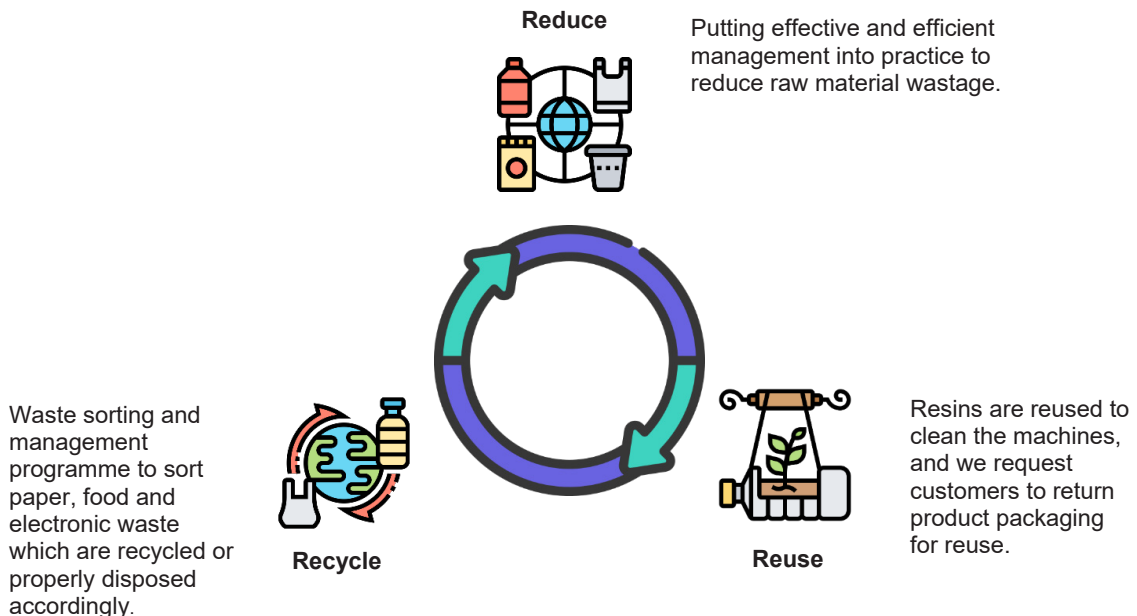 Reduce
Putting effective and efficient
management into practice to
reduce raw material wastage.
Waste sorting and
management
programme to sort
paper, food and
electronic waste
which are recycled or
properly disposed
accordingly.
Recycle
Reuse
Resins are reused to
clean the machines,
and we request
customers to return
product packaging
for reuse.